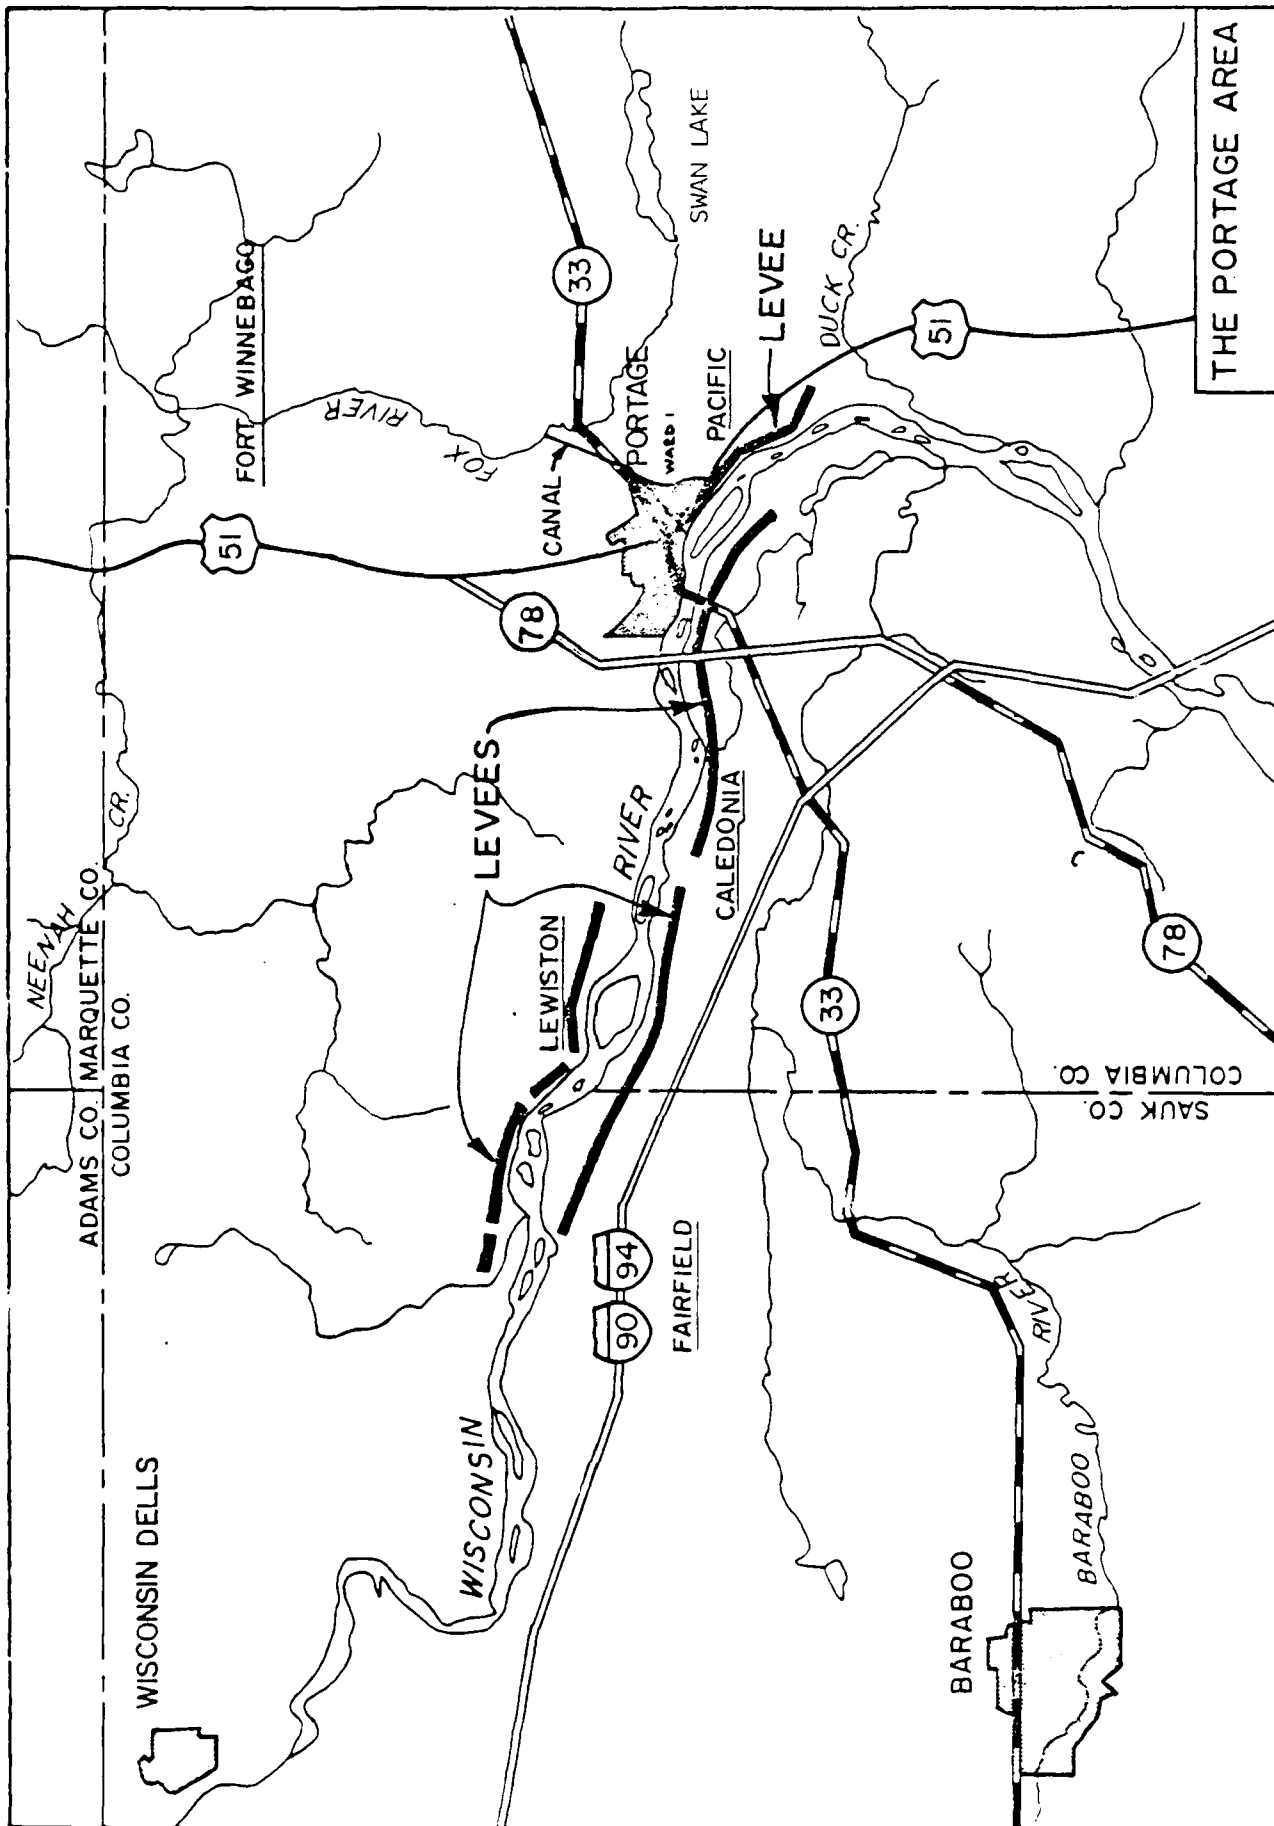 ADAMS CO. MARQUETTE CO.
COLUMBIA CO.
NEENAH CR.
WISCONSIN DELLS
FORT WINNEBAGO
51
FOX RIVER
78
CANAL
33
PORTAGE
WARD 1
SWAN LAKE
PACIFIC
LEVEE
DUCK CR.
51
LEVEES
LEWISTON
WISCONSIN RIVER
CALEDONIA
90 94
FAIRFIELD
33
78
SAUK CO.
COLUMBIA CO.
BARABOO
BARABOO RIVER
THE PORTAGE AREA